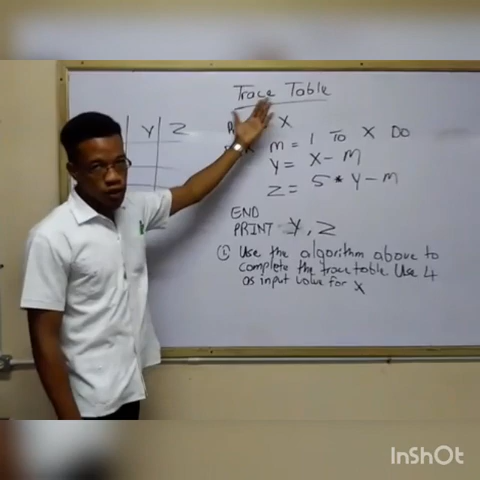 Trace Table
Y Z
X
m = 1 To X Do
Y = X - m
Z = 5 * Y - m
END
PRINT Y, Z
① Use the algorithm above to
complete the trace table Use 4
as input value for X
InShOt